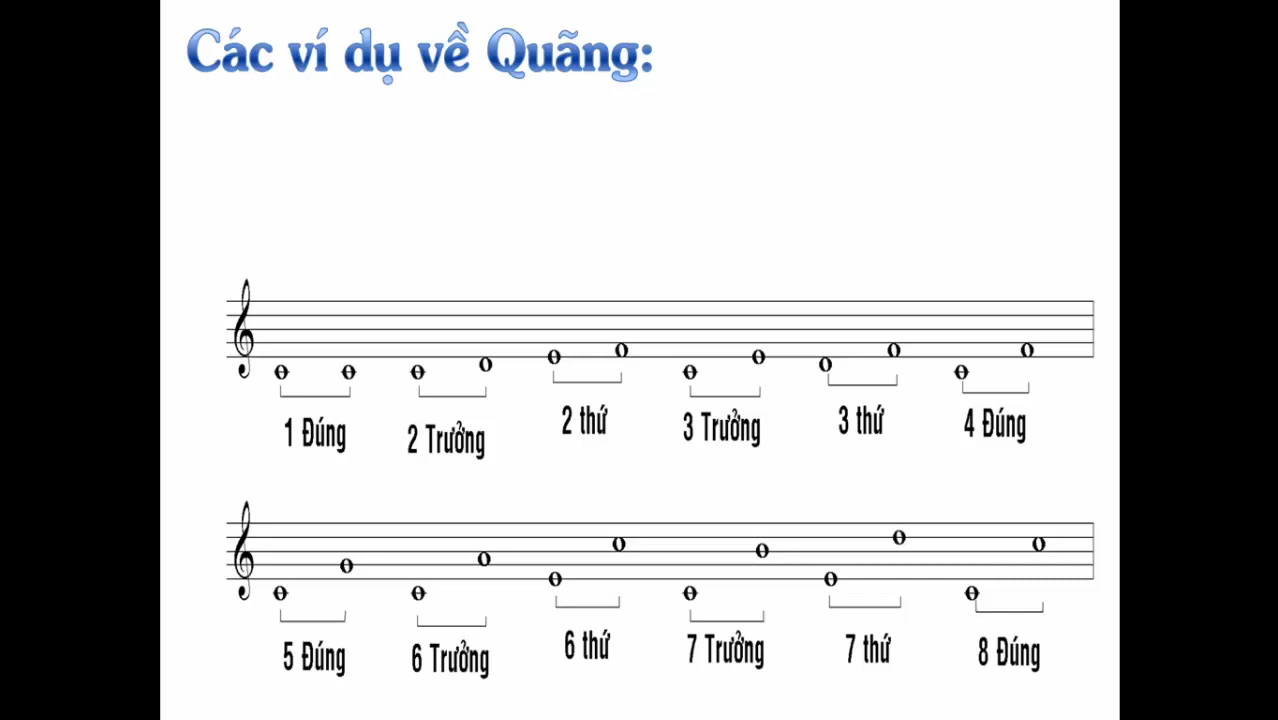 Các ví dụ về Quãng:
1 Đúng 2 Trưởng 2 thứ 3 Trưởng 3 thứ 4 Đúng
5 Đúng 6 Trưởng 6 thứ 7 Trưởng 7 thứ 8 Đúng